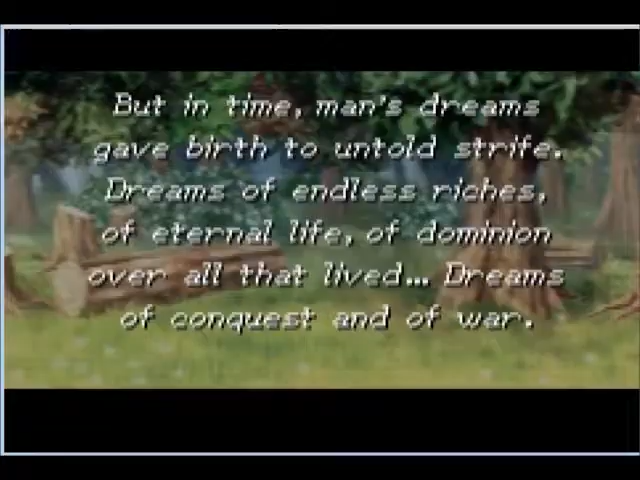 But in time, man's dreams
gave birth to untold strife.
Dreams of endless riches,
of eternal life, of dominion
over all that lived... Dreams
of conquest and of war.